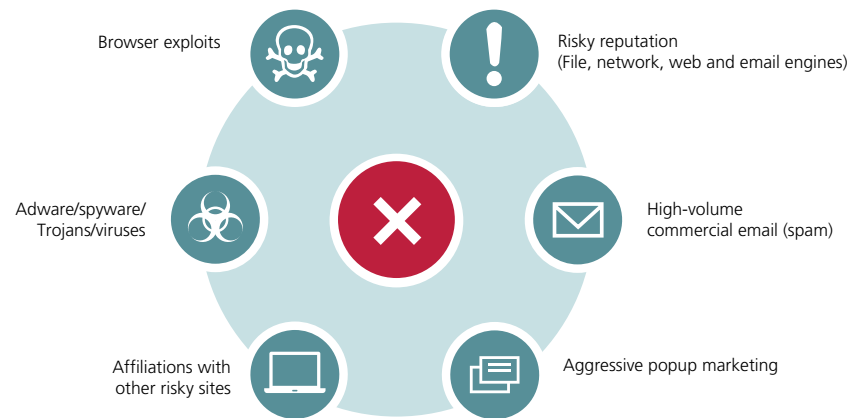 Browser exploits
Risky reputation
(File, network, web and email engines)
Adware/spyware/
Trojans/viruses
High-volume
commercial email (spam)
Affiliations with
other risky sites
Aggressive popup marketing